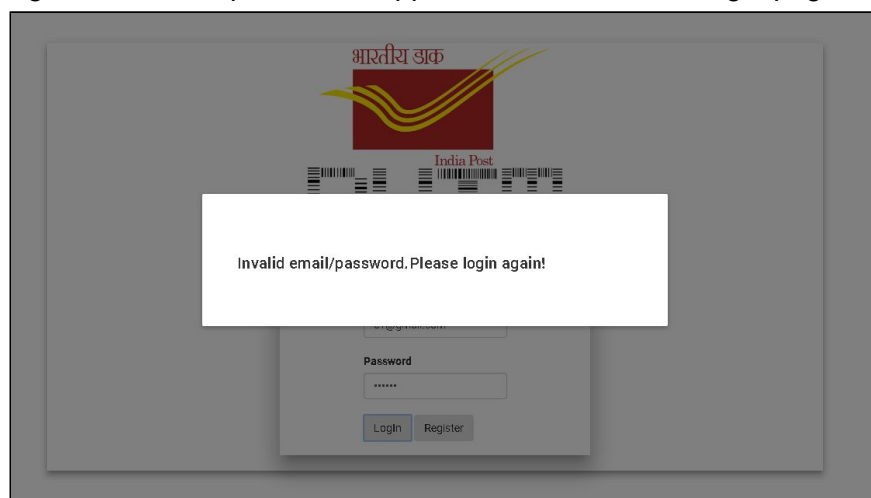 भारतीय डाक
India Post
Invalid email/password.Please login again!
Password
••••••
LogIn Register